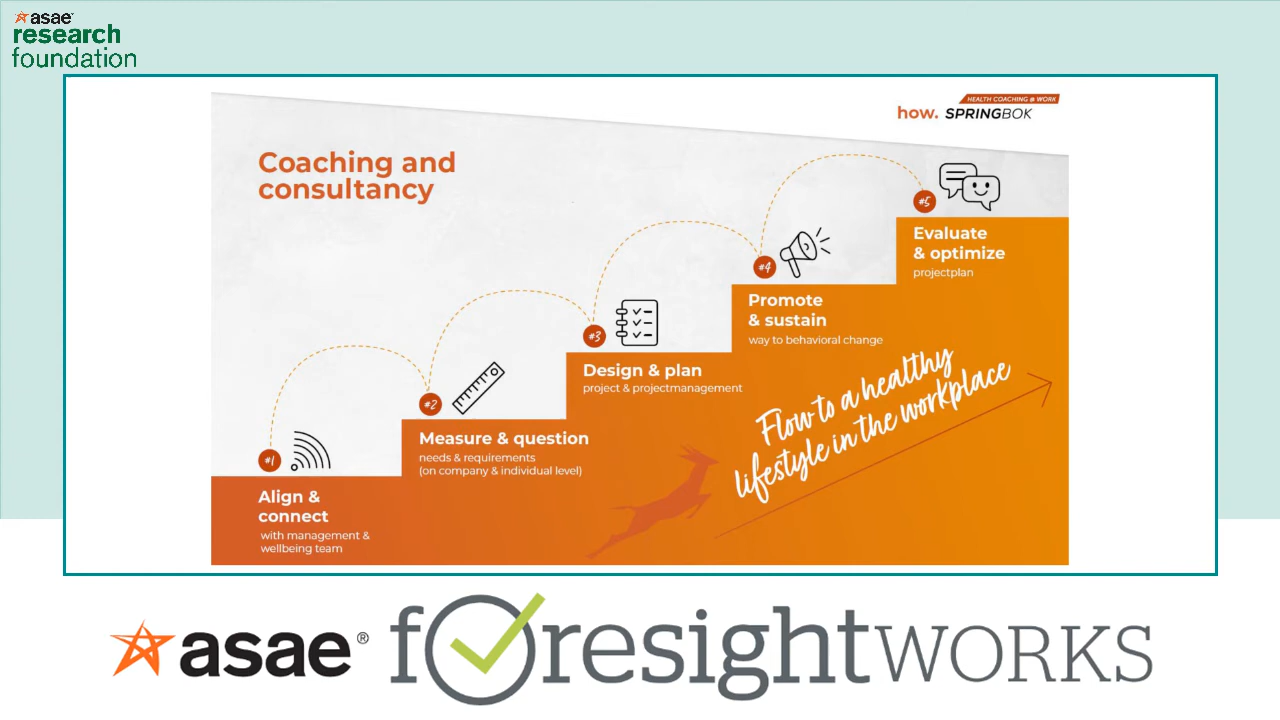 asae
research
foundation
HEALTH COACHING @ WORK
how. SPRINGBOK
Coaching and
consultancy
#1
Align &
connect
with management &
wellbeing team
#2
Measure & question
needs & requirements
(on company & individual level)
#3
Design & plan
project & projectmanagement
#4
Promote
& sustain
way to behavioral change
#5
Evaluate
& optimize
projectplan
Flow to a healthy
lifestyle in the workplace
asae® foresightWORKS